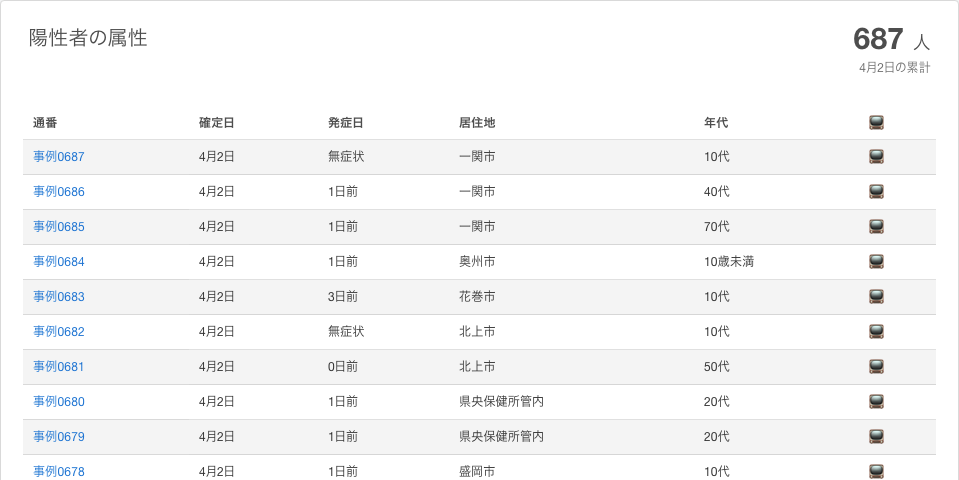 陽性者の属性
687 人
4月2日の累計
通番 確定日 発症日 居住地 年代
事例0687 4月2日 無症状 一関市 10代
事例0686 4月2日 1日前 一関市 40代
事例0685 4月2日 1日前 一関市 70代
事例0684 4月2日 1日前 奥州市 10歳未満
事例0683 4月2日 3日前 花巻市 10代
事例0682 4月2日 無症状 北上市 10代
事例0681 4月2日 0日前 北上市 50代
事例0680 4月2日 1日前 県央保健所管内 20代
事例0679 4月2日 1日前 県央保健所管内 20代
事例0678 4月2日 1日前 盛岡市 10代